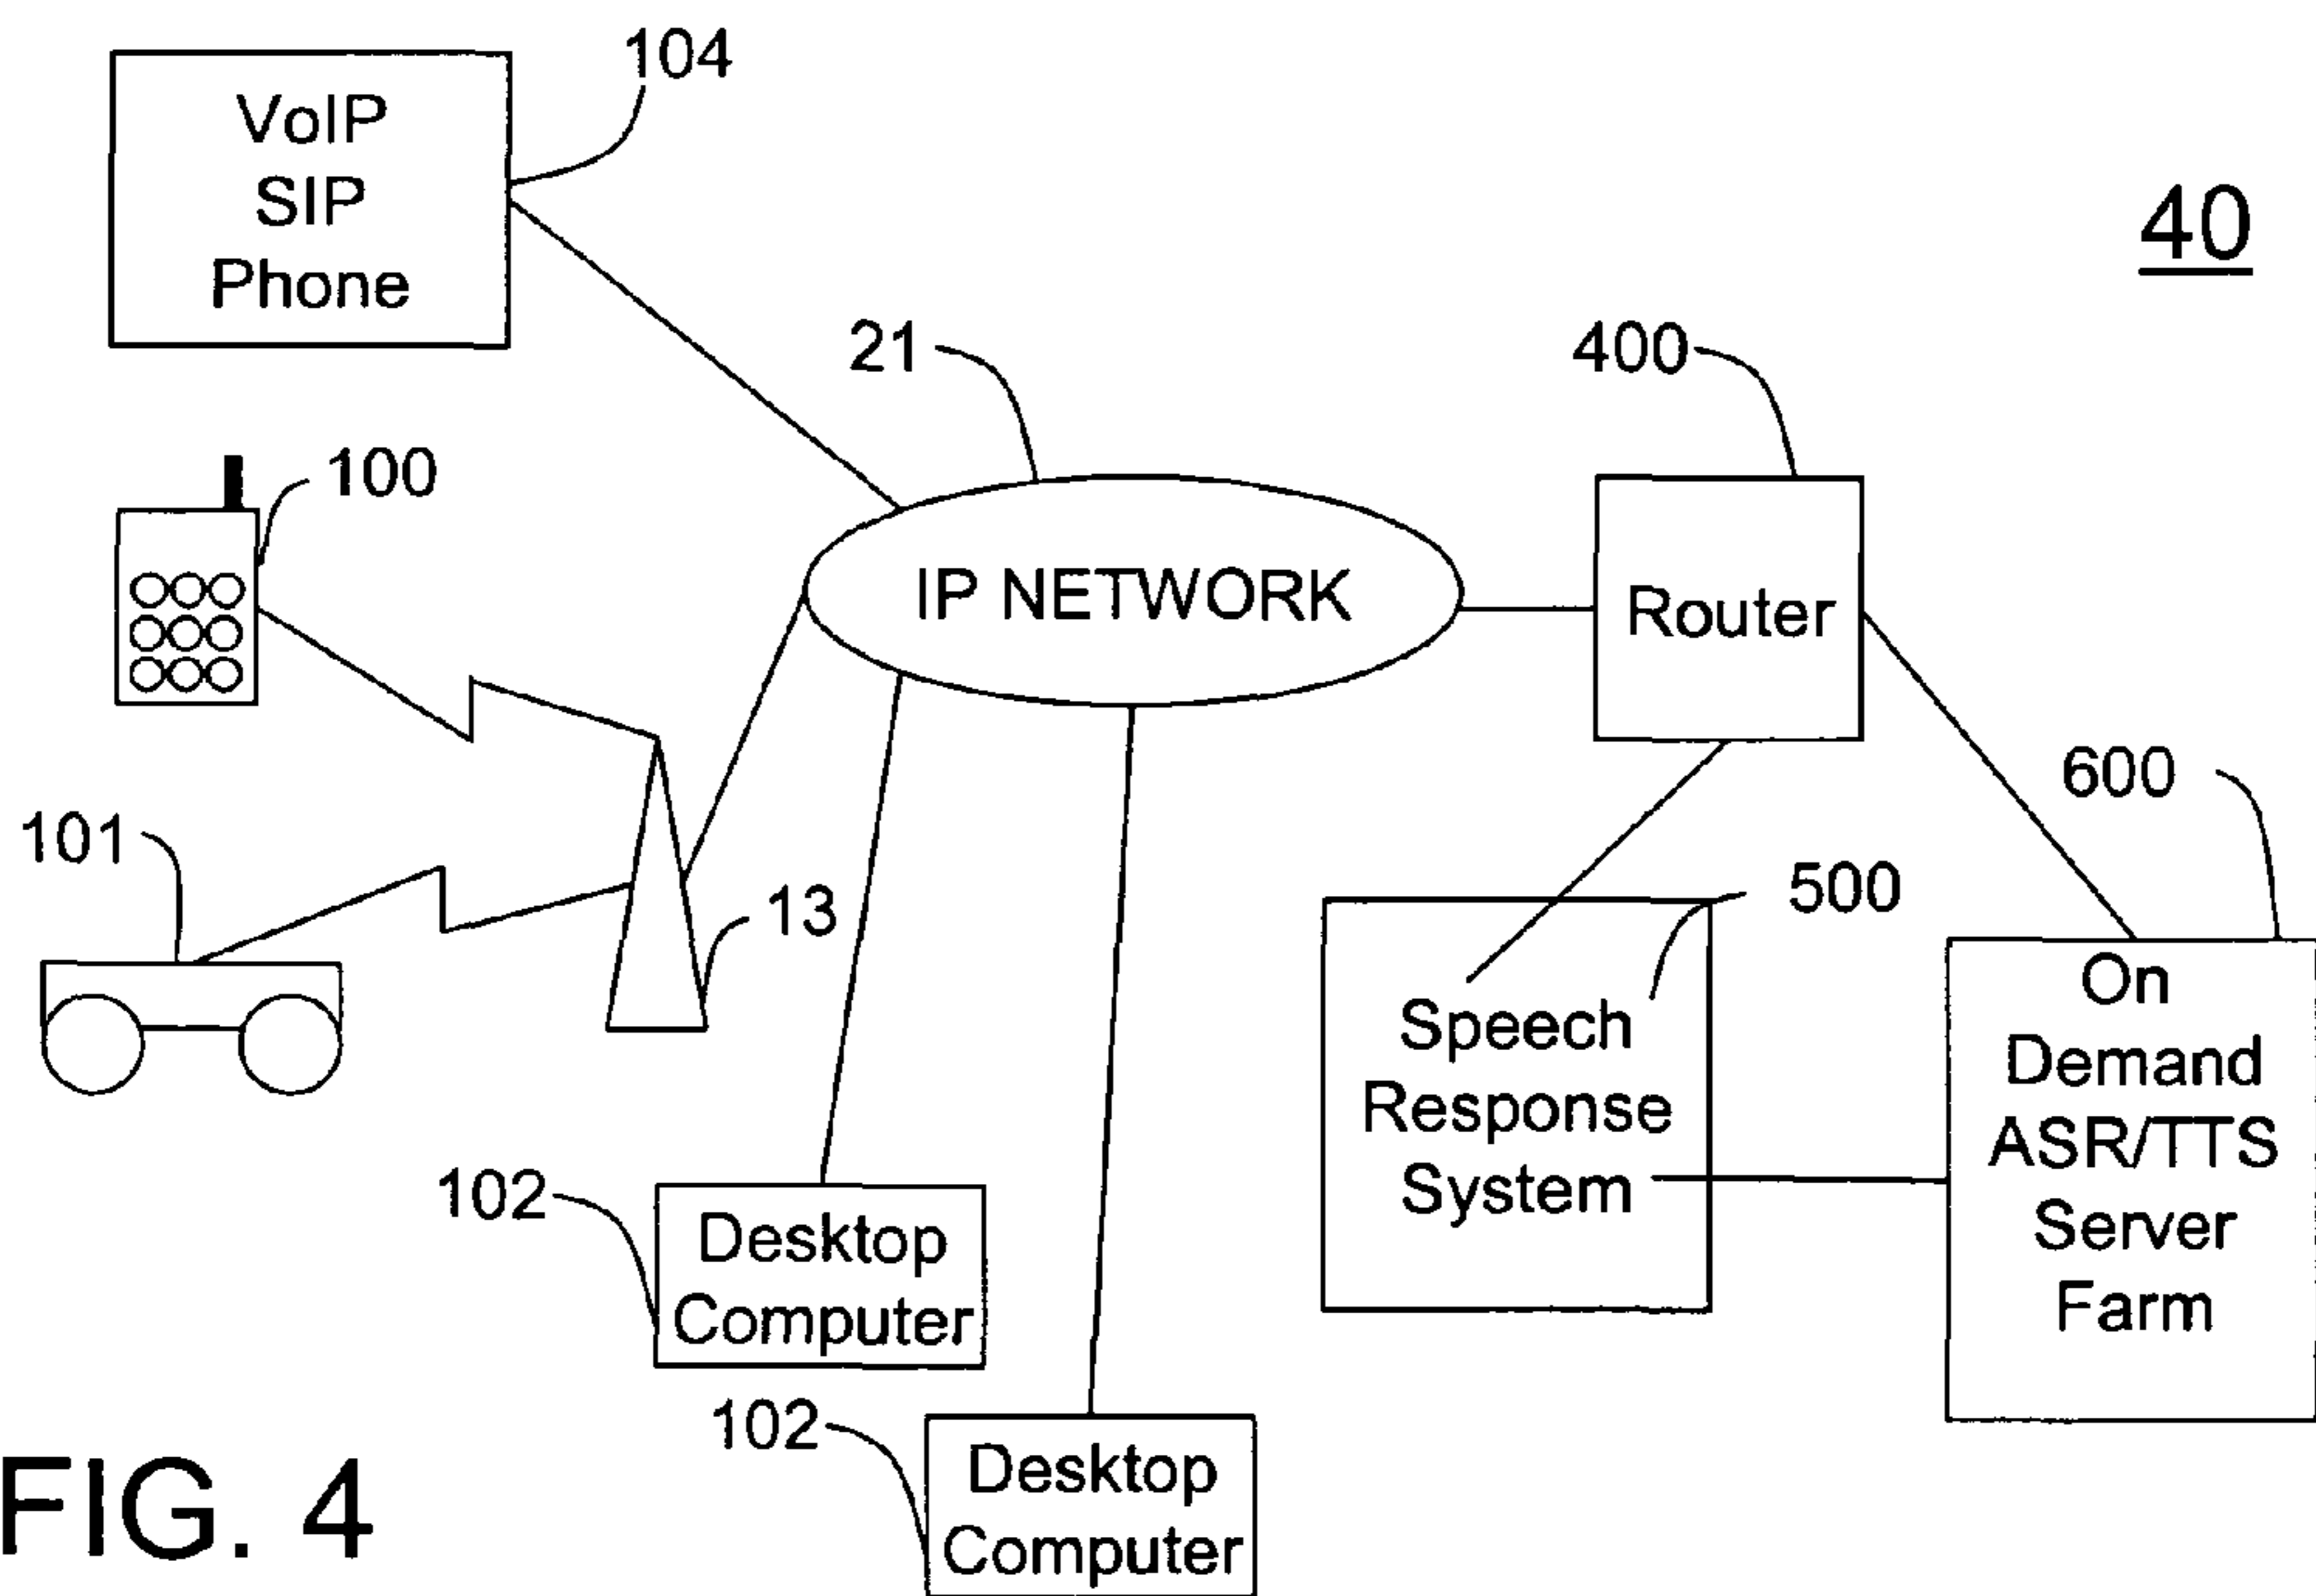 104
VoIP
SIP
Phone
40
21
400
100
IP NETWORK
Router
600
101
13
500
On
Demand
ASR/TTS
Server
Farm
Speech
Response
System
102
Desktop
Computer
102
Desktop
Computer
FIG. 4